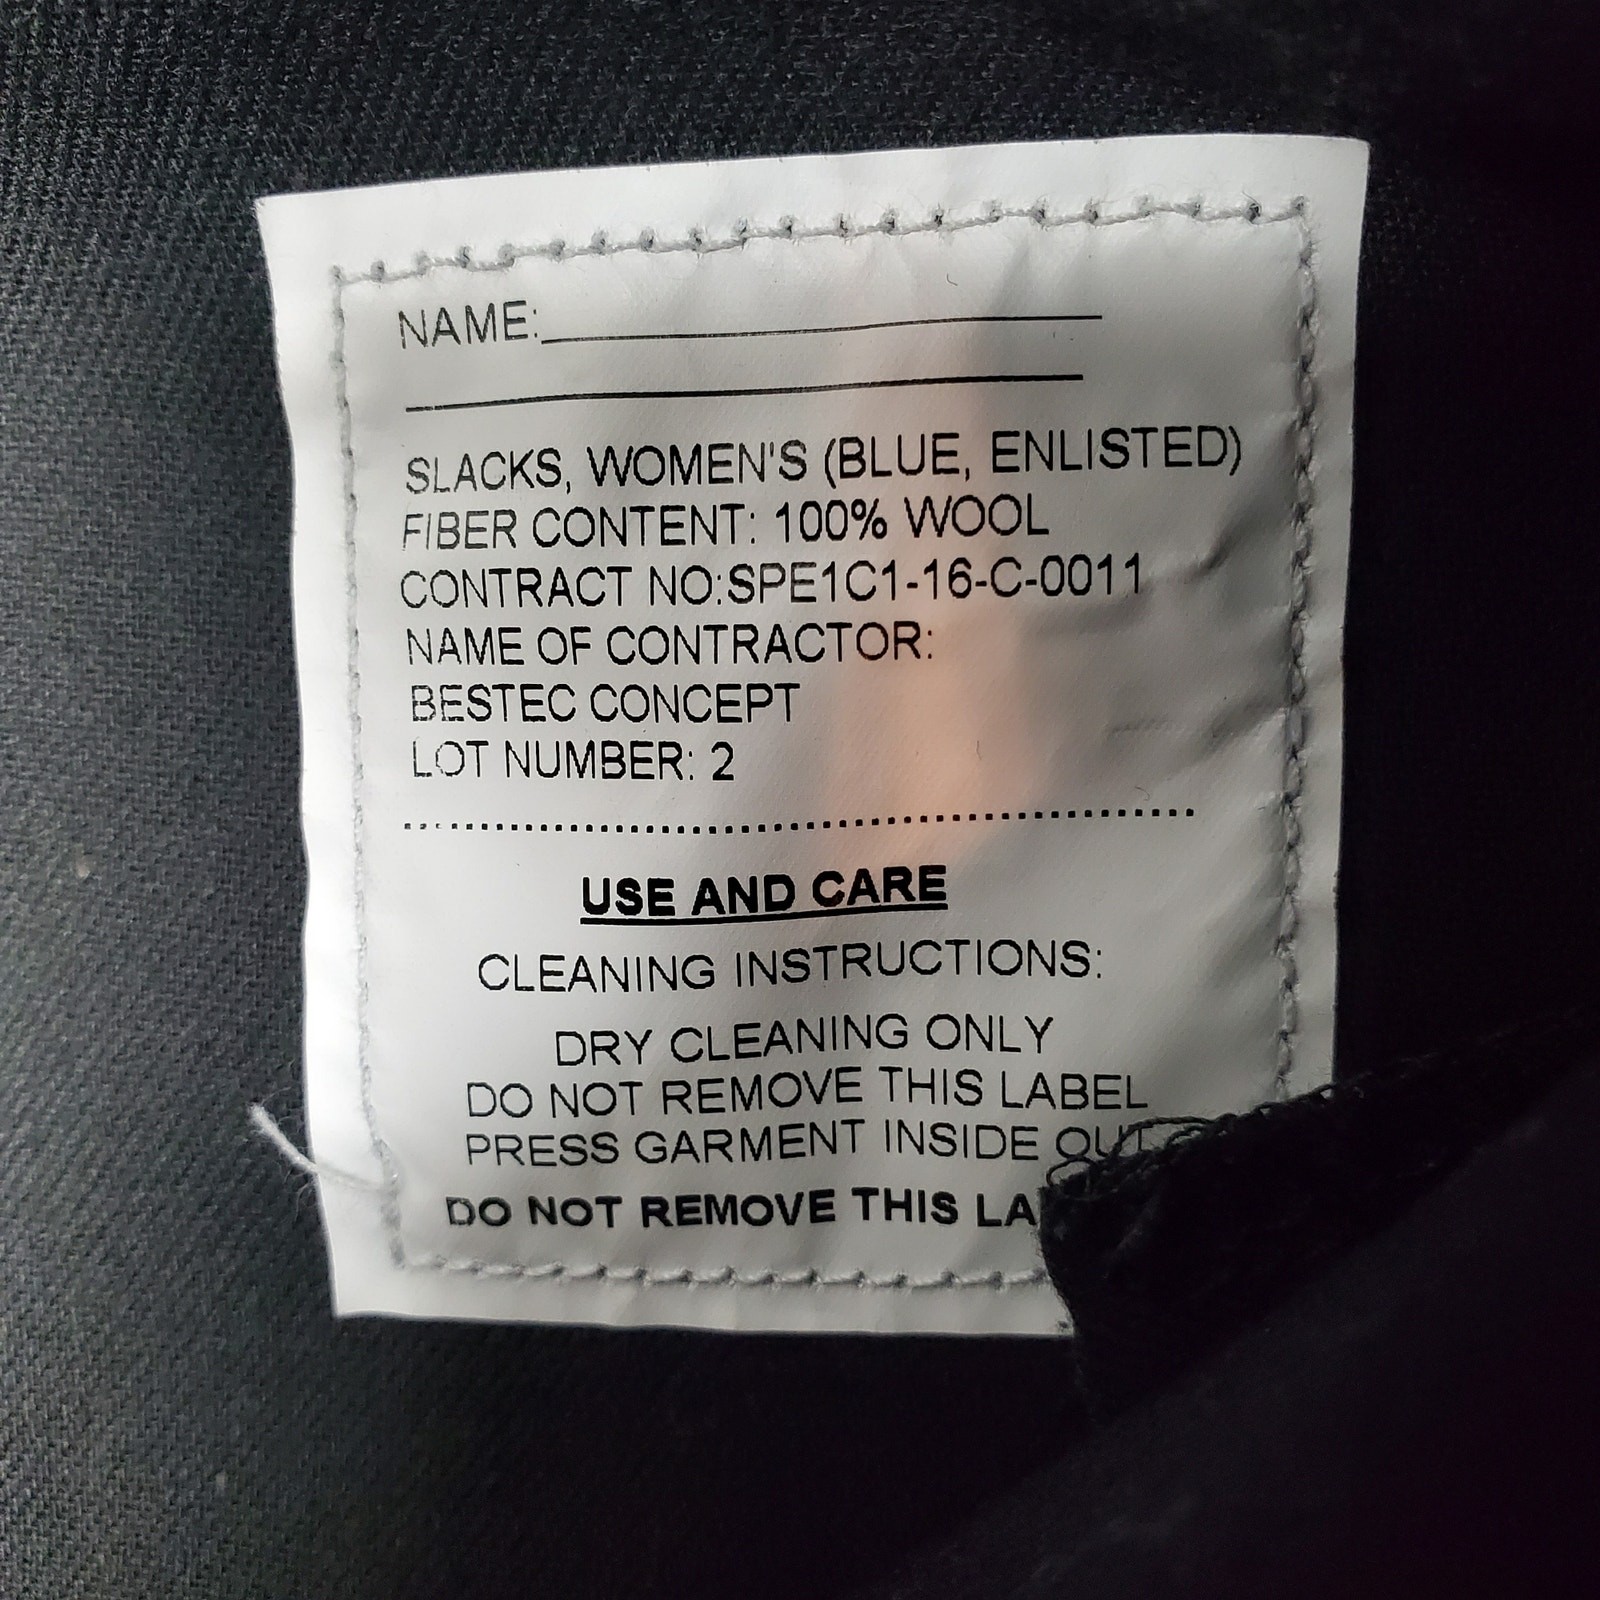 NAME:
SLACKS, WOMEN'S (BLUE, ENLISTED)
FIBER CONTENT: 100% WOOL
CONTRACT NO:SPE1C1-16-C-0011
NAME OF CONTRACTOR:
BESTEC CONCEPT
LOT NUMBER: 2
USE AND CARE
CLEANING INSTRUCTIONS:
DRY CLEANING ONLY
DO NOT REMOVE THIS LABEL
PRESS GARMENT INSIDE OUT
DO NOT REMOVE THIS LA